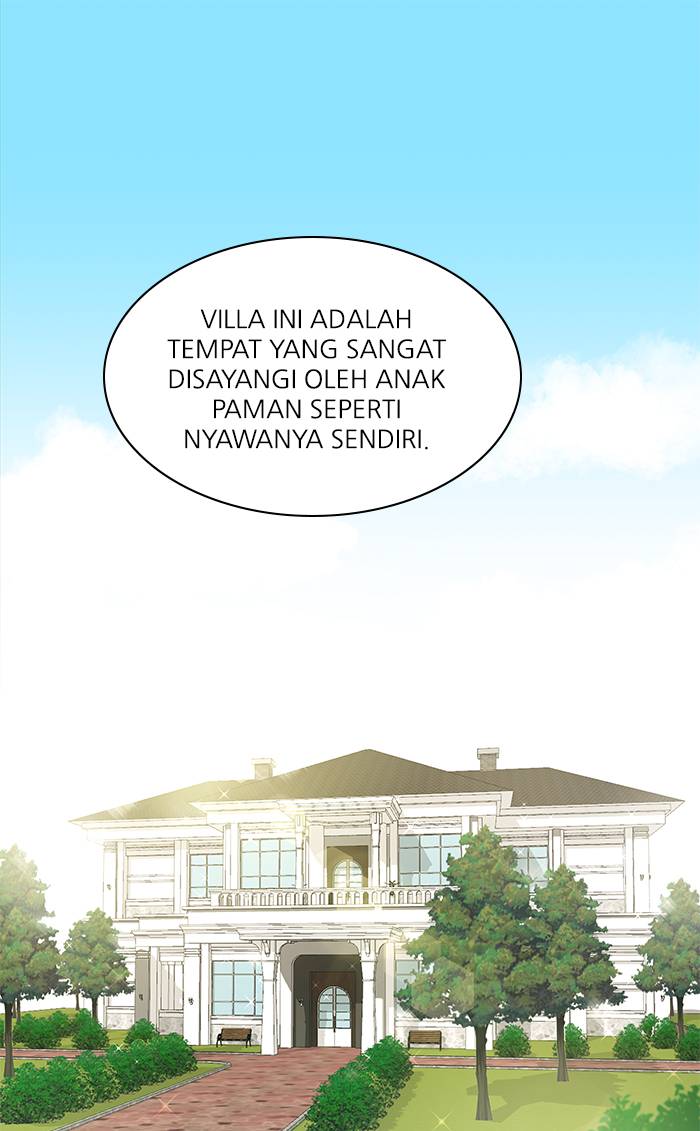 VILLA INI ADALAH
TEMPAT YANG SANGAT
DISAYANGI OLEH ANAK
PAMAN SEPERTI
NYAWANYA SENDIRI.